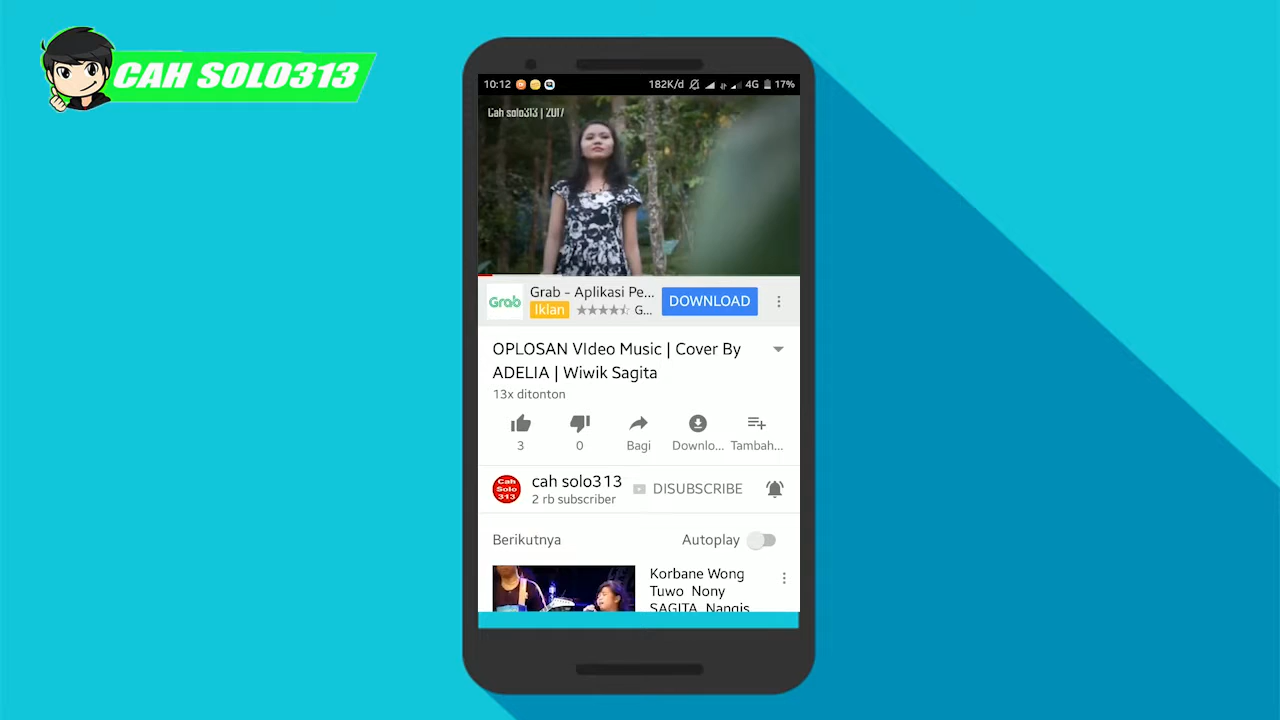 CAH SOLO313
10:12
182K/d 4G 17%
Cah solo313 | 2017
Grab
Grab - Aplikasi Pe...
Iklan G...
DOWNLOAD
OPLOSAN VIdeo Music | Cover By
ADELIA | Wiwik Sagita
13x ditonton
3 0 Bagi Downlo... Tambah...
Cah
Solo
313
cah solo313
2 rb subscriber
DISUBSCRIBE
Berikutnya Autoplay
Korbane Wong
Tuwo Nony
SAGITA Nangis